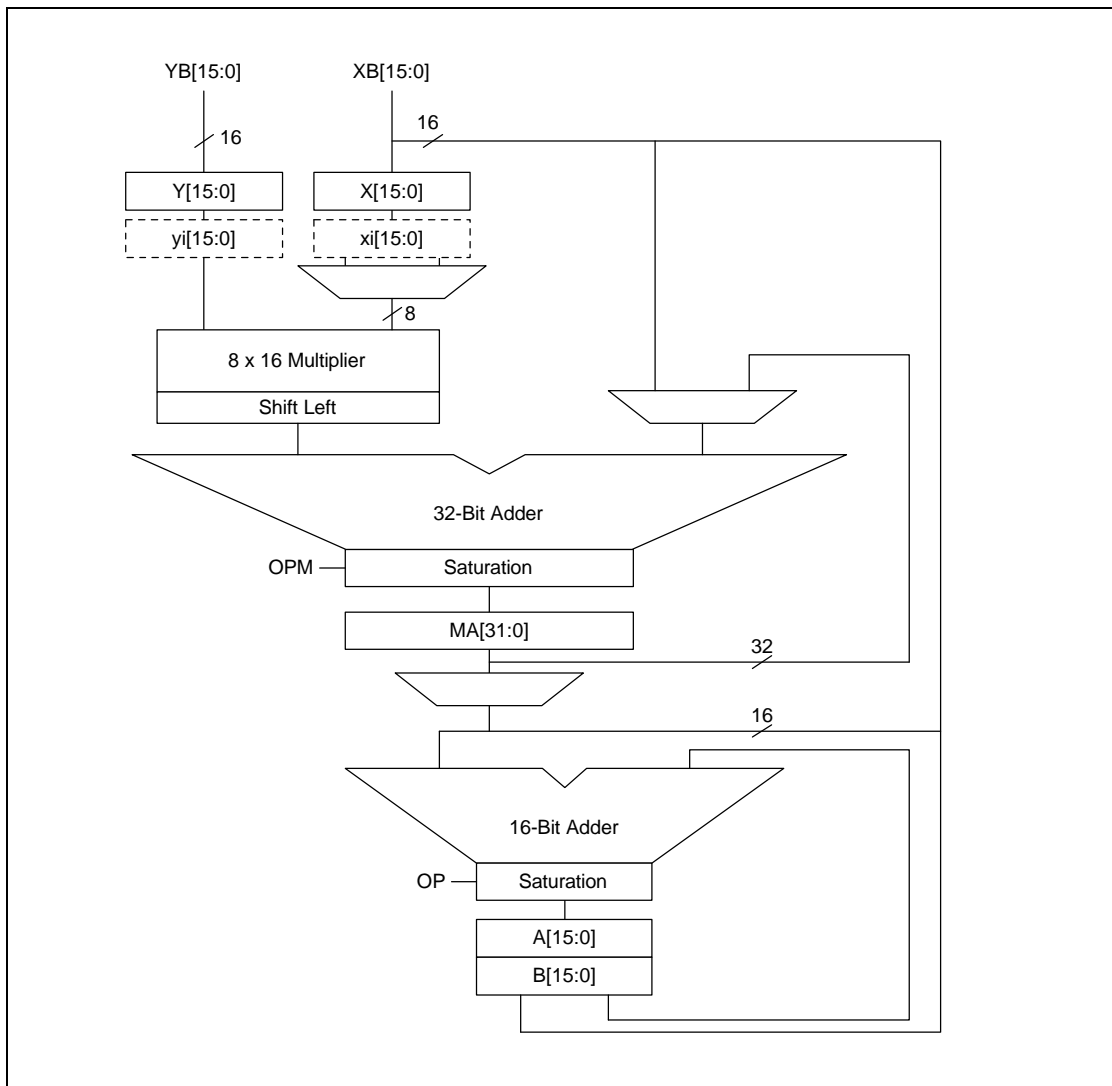 YB[15:0]
XB[15:0]
16
16
Y[15:0]
X[15:0]
yi[15:0]
xi[15:0]
8
8 x 16 Multiplier
Shift Left
32-Bit Adder
OPM
Saturation
MA[31:0]
32
16
16-Bit Adder
OP
Saturation
A[15:0]
B[15:0]